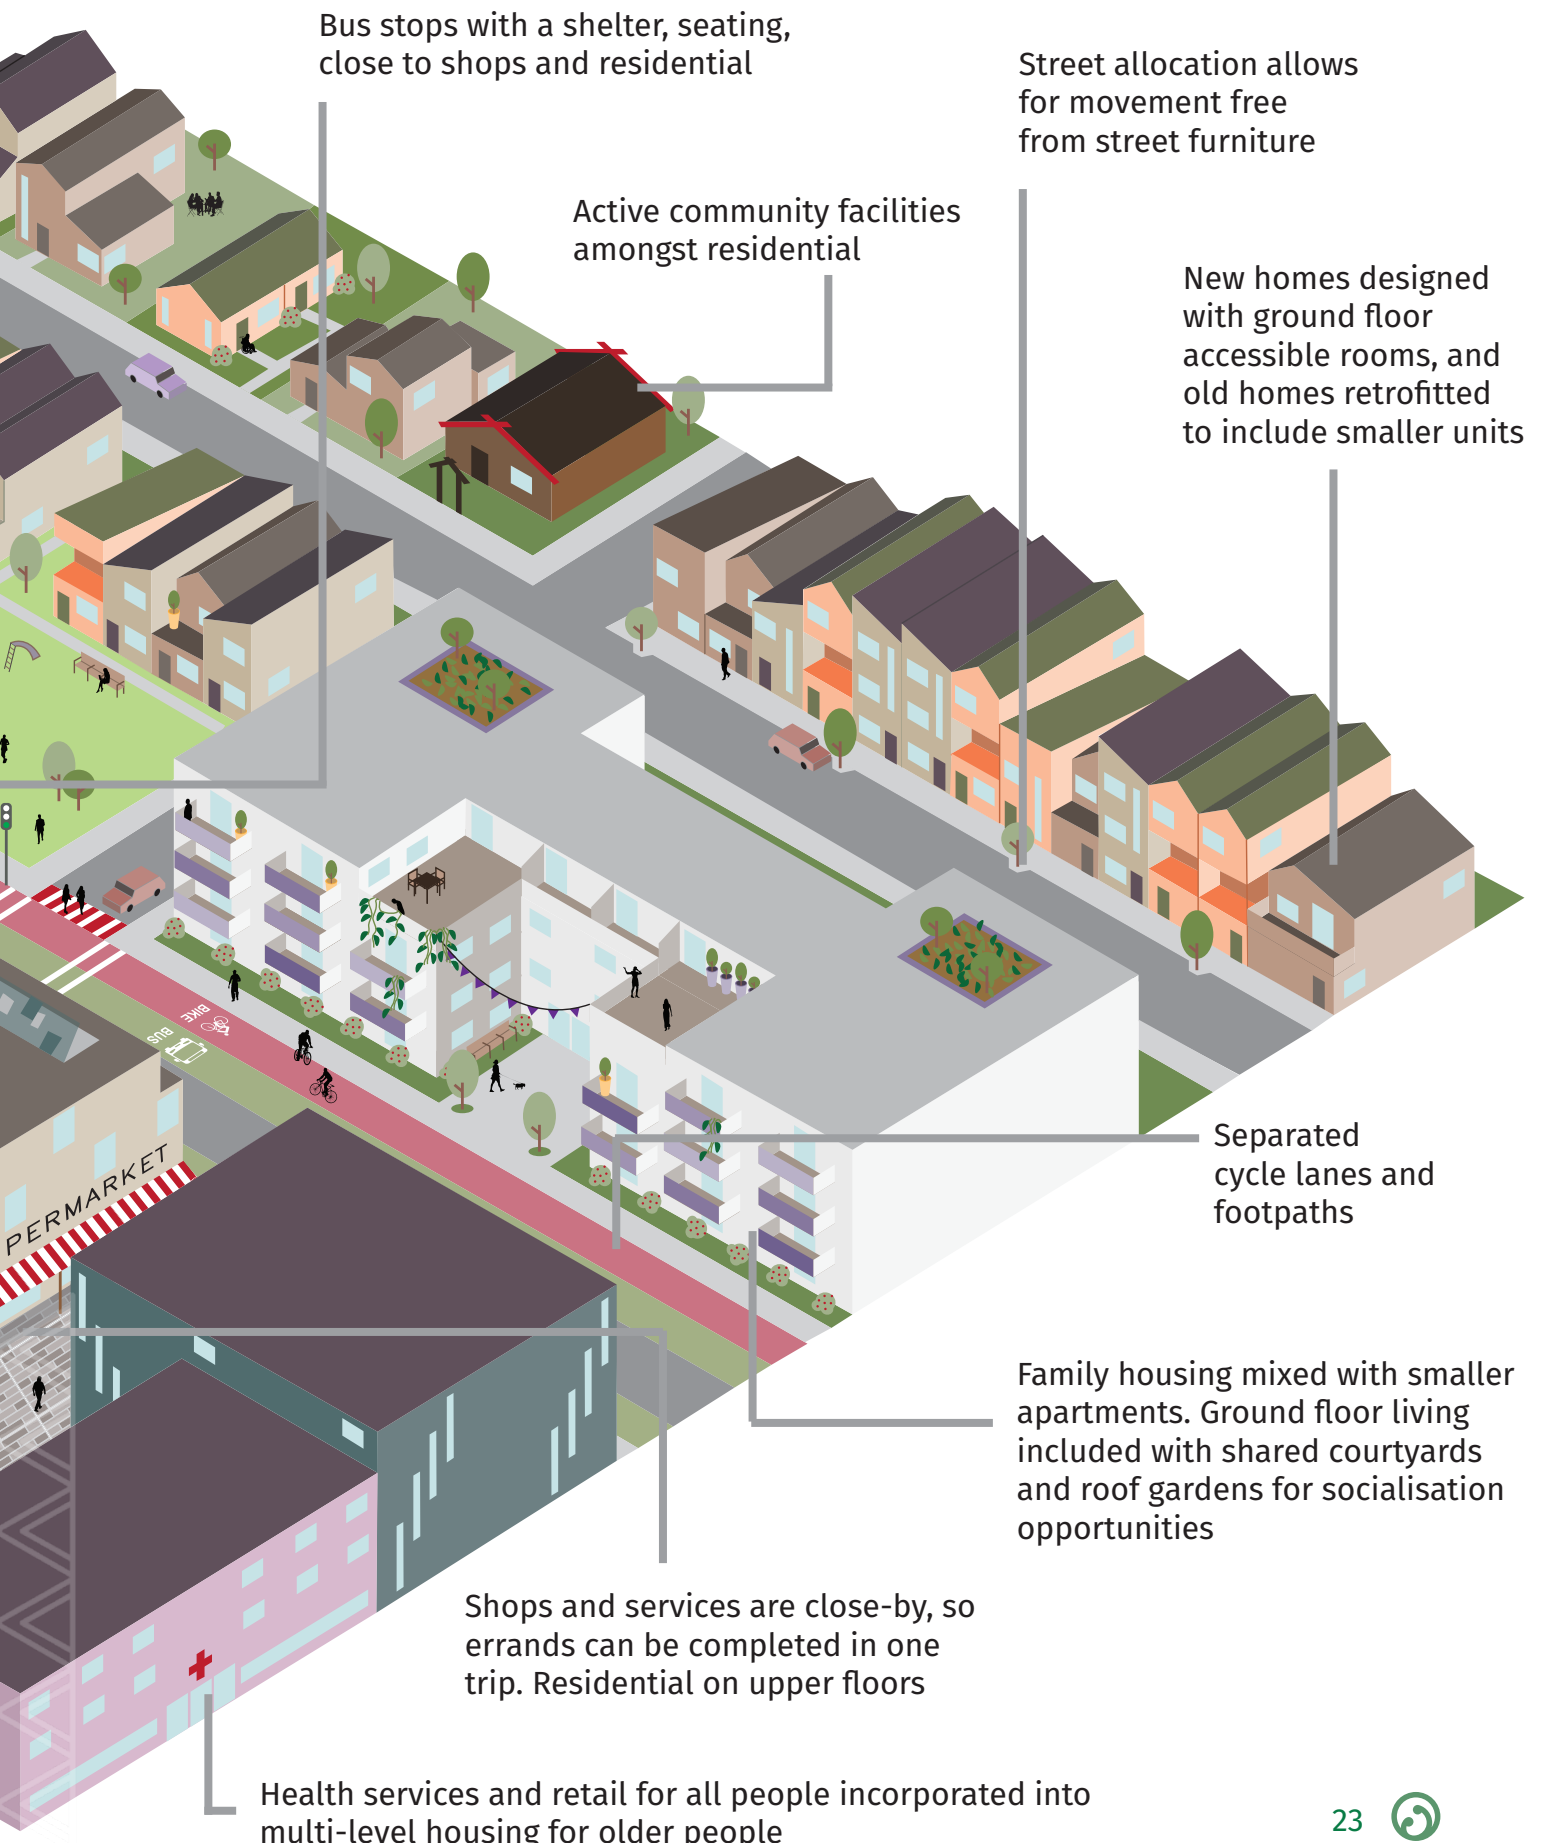 Bus stops with a shelter, seating,
close to shops and residential
Street allocation allows
for movement free
from street furniture
Active community facilities
amongst residential
New homes designed
with ground floor
accessible rooms, and
old homes retrofitted
to include smaller units
BIKE
BUS
PERMARKET
Separated
cycle lanes and
footpaths
Family housing mixed with smaller
apartments. Ground floor living
included with shared courtyards
and roof gardens for socialisation
opportunities
Shops and services are close-by, so
errands can be completed in one
trip. Residential on upper floors
Health services and retail for all people incorporated into
multi-level housing for older people
23